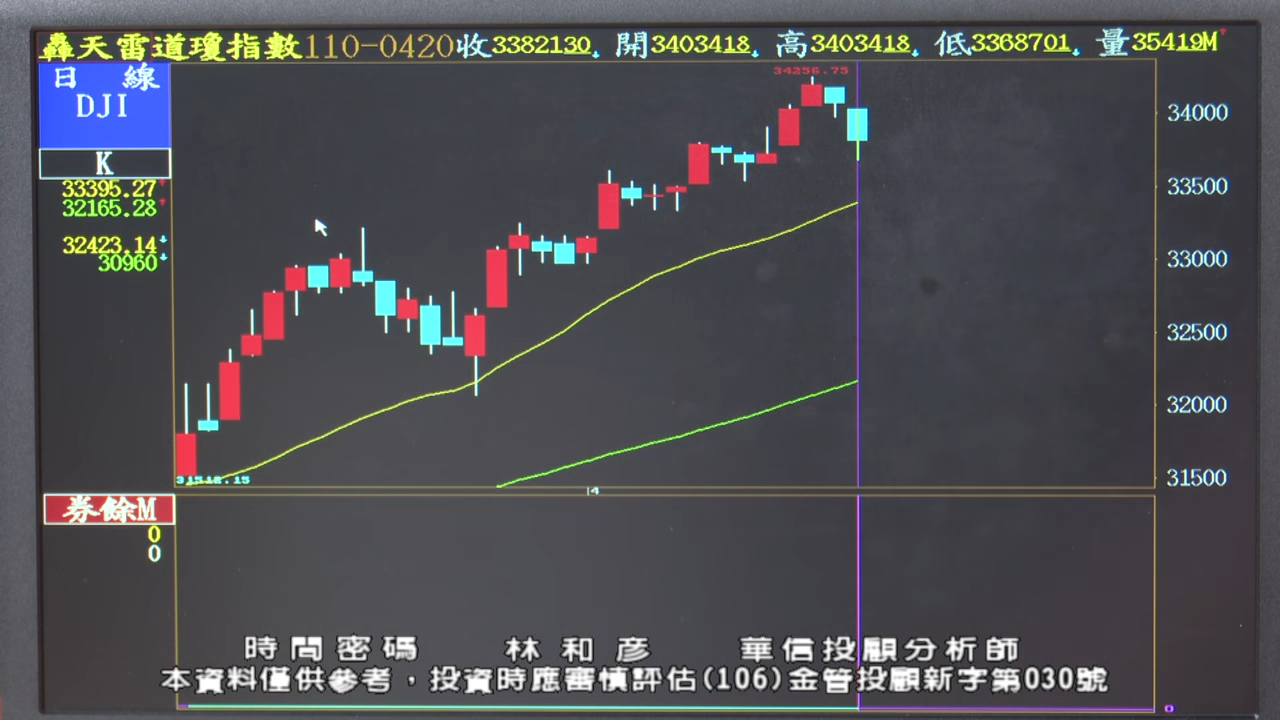 轟天雷道瓊指數110-0420收3382130↓ 開3403418↓ 高3403418↓ 低3368701↓ 量35419M↑
日 線
DJI
K
33395.27↑
32165.28↑
32423.14↓
30960↓
34256.75
34000
33500
33000
32500
32000
31500
4
券餘M
0
0
0
時間密碼 林和彥 華信投顧分析師
本資料僅供參考，投資時應審慎評估(106)金管投顧新字第030號